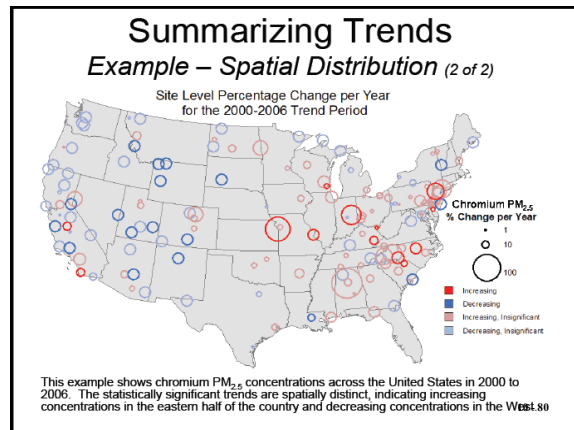 Summarizing Trends
Example – Spatial Distribution (2 of 2)
Site Level Percentage Change per Year
for the 2000-2006 Trend Period
Chromium PM2.5
% Change per Year
1
10
100
Increasing
Decreasing
Increasing, Insignificant
Decreasing, Insignificant
This example shows chromium PM2.5 concentrations across the United States in 2000 to
2006. The statistically significant trends are spatially distinct, indicating increasing
concentrations in the eastern half of the country and decreasing concentrations in the West.